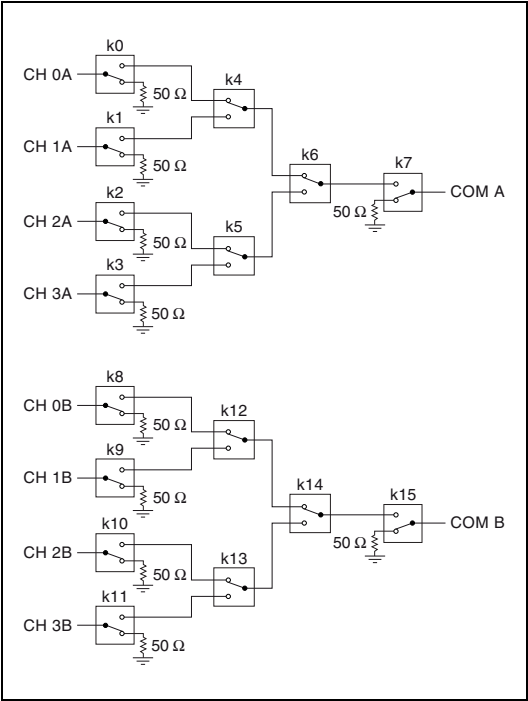 k0
CH 0A
50 Ω
k4
k1
CH 1A
50 Ω
k6
k7
COM A
50 Ω
k2
CH 2A
50 Ω
k5
k3
CH 3A
50 Ω
k8
CH 0B
50 Ω
k12
k9
CH 1B
50 Ω
k14
k15
COM B
50 Ω
k10
CH 2B
50 Ω
k13
k11
CH 3B
50 Ω